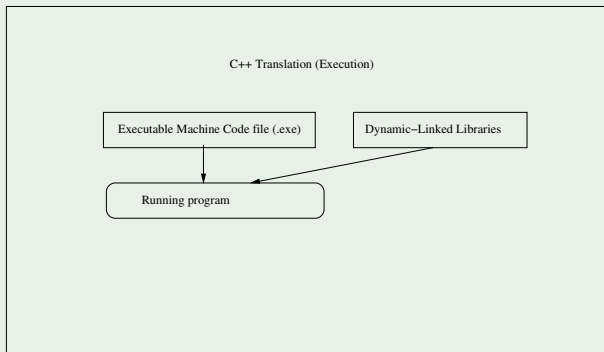 C++ Translation (Execution)
Executable Machine Code file (.exe)
Dynamic−Linked Libraries
Running program